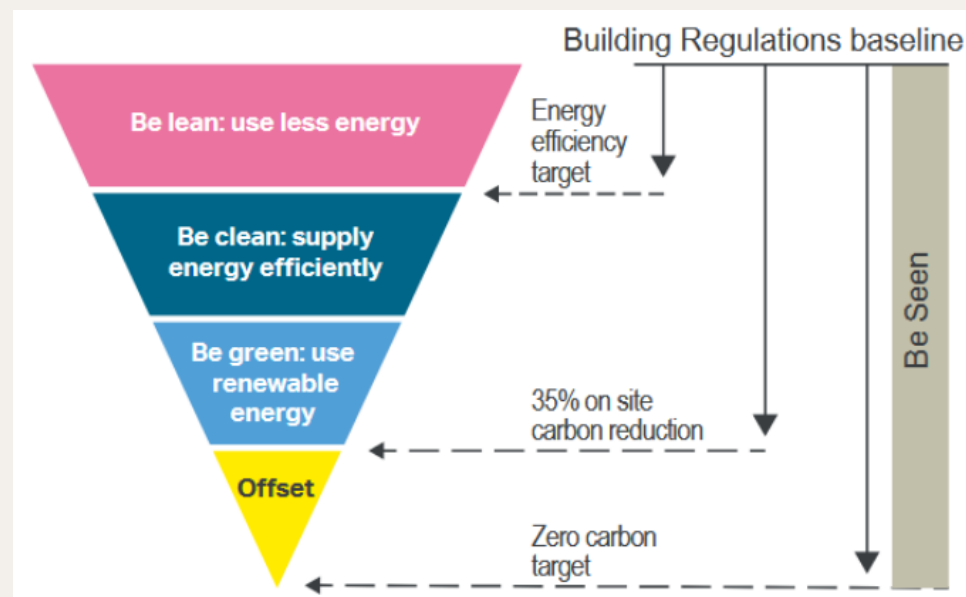 Building Regulations baseline
Be lean: use less energy
Energy
efficiency
target
Be clean: supply
energy efficiently
Be Seen
Be green: use
renewable
energy
35% on site
carbon reduction
Offset
Zero carbon
target